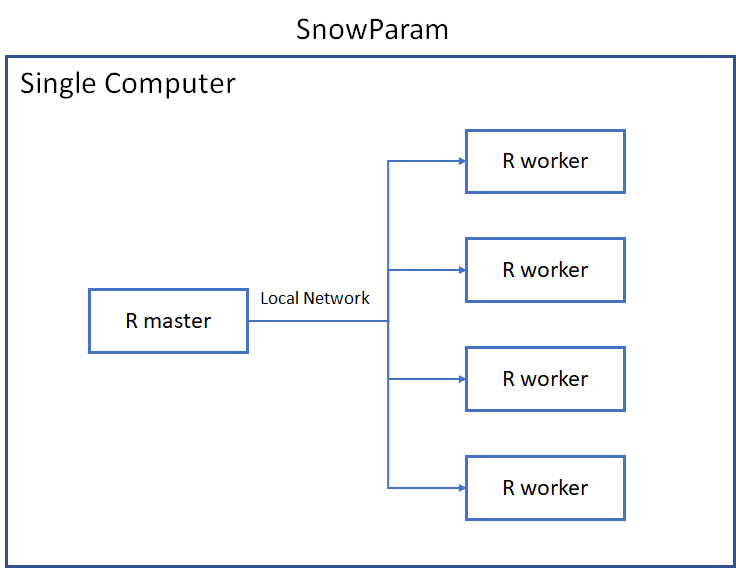 SnowParam
Single Computer
R worker
R worker
Local Network
R master
R worker
R worker